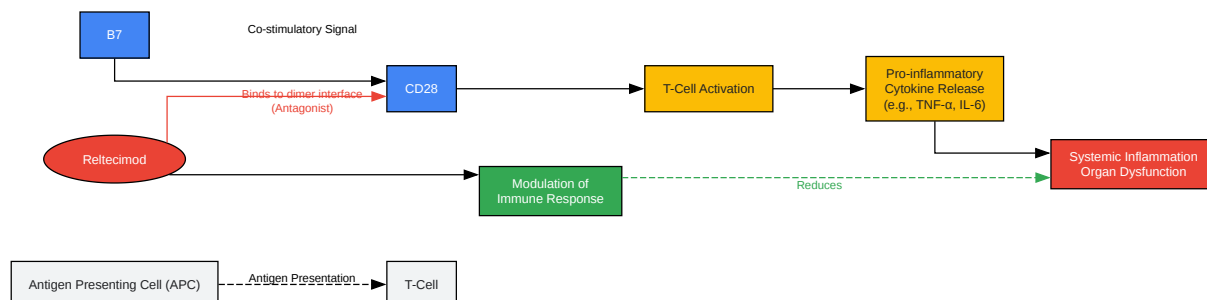 B7
Co-stimulatory Signal
CD28
Binds to dimer interface
(Antagonist)
T-Cell Activation
Pro-inflammatory
Cytokine Release
(e.g., TNF-α, IL-6)
Reltecimod
Modulation of
Immune Response
Reduces
Systemic Inflammation
Organ Dysfunction
Antigen Presenting Cell (APC)
Antigen Presentation
T-Cell